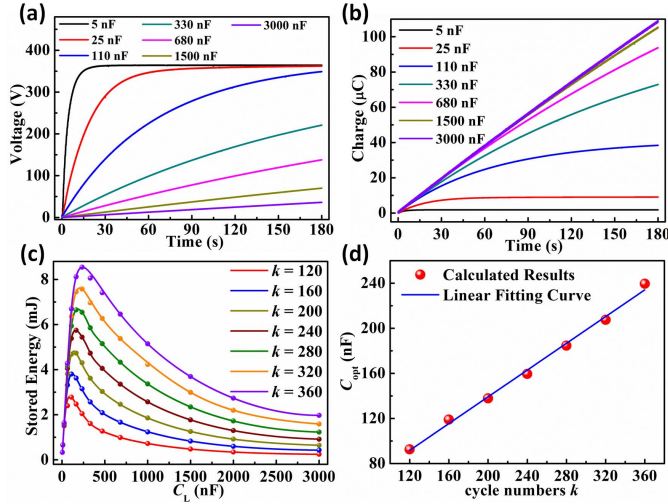 (a)
5 nF 330 nF 3000 nF
25 nF 680 nF
110 nF 1500 nF
Voltage (V)
300
200
100
0
0 30 60 90 120 150 180
Time (s)
(b)
5 nF
25 nF
110 nF
330 nF
680 nF
1500 nF
3000 nF
Charge (μC)
100
80
60
40
20
0
0 30 60 90 120 150 180
Time (s)
(c)
k = 120
k = 160
k = 200
k = 240
k = 280
k = 320
k = 360
Stored Energy (mJ)
8
6
4
2
0
0 500 1000 1500 2000 2500 3000
CL (nF)
(d)
Calculated Results
Linear Fitting Curve
Copt (nF)
240
200
160
120
80
120 160 200 240 280 320 360
cycle numbers k